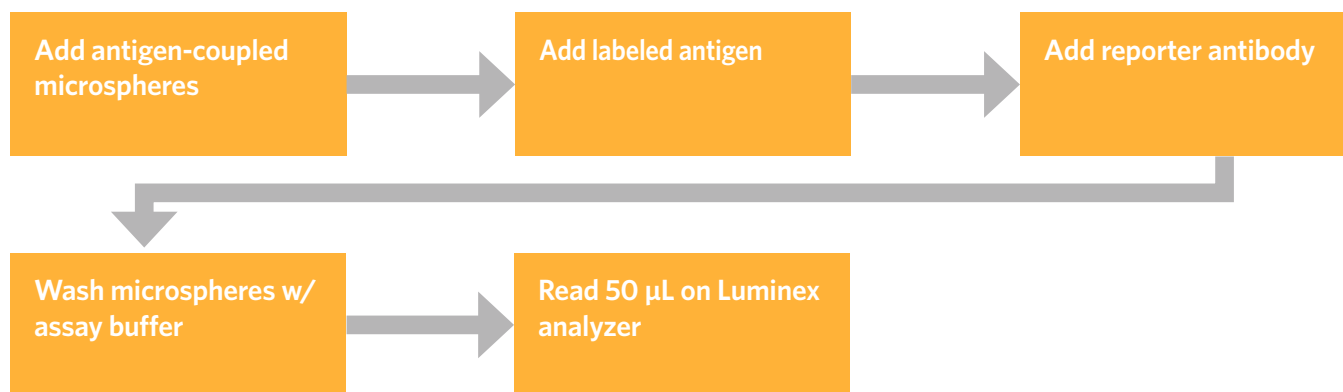 Add antigen-coupled
microspheres
Add labeled antigen
Add reporter antibody
Wash microspheres w/
assay buffer
Read 50 µL on Luminex
analyzer